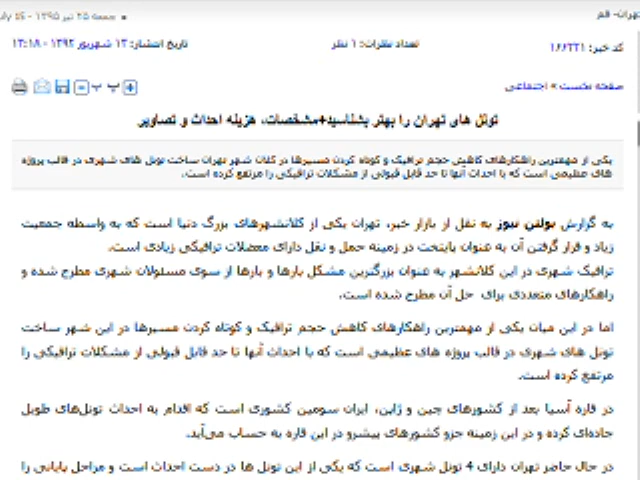 تهران- قم
جمعه ۲۵ تیر ۱۳۹۵ -
کد خبر: ۱۶۶۲۳۱ تعداد نظرات: ۱ نظر تاریخ انتشار: ۱۳ شهریور ۱۳۹۲ - ۱۳:۱۸
صفحه نخست » اجتماعی
تونل های تهران را بهتر بشناسید+مشخصات، هزینه احداث و تصاویر
یکی از مهمترین راهکارهای کاهش حجم ترافیک و کوتاه کردن مسیرها در کلان شهر تهران ساخت تونل های شهری در قالب پروژه
های عظیمی است که با احداث آنها تا حد قابل قبولی از مشکلات ترافیکی را مرتفع کرده است.
به گزارش بولتن نیوز به نقل از بازار خبر، تهران یکی از کلانشهرهای بزرگ دنیا است که به واسطه جمعیت
زیاد و قرار گرفتن آن به عنوان پایتخت در زمینه حمل و نقل دارای معضلات ترافیکی زیادی است.
ترافیک شهری در این کلانشهر به عنوان بزرگترین مشکل بارها و بارها از سوی مسئولان شهری مطرح شده و
راهکارهای متعددی برای حل آن مطرح شده است.
اما در این میان یکی از مهمترین راهکارهای کاهش حجم ترافیک و کوتاه کردن مسیرها در این شهر ساخت
تونل های شهری در قالب پروژه های عظیمی است که با احداث آنها تا حد قابل قبولی از مشکلات ترافیکی را
مرتفع کرده است.
در قاره آسیا بعد از کشورهای چین و ژاپن، ایران سومین کشوری است که اقدام به احداث تونل‌های طویل
جاده‌ای کرده و در این زمینه جزو کشورهای پیشرو در این قاره به حساب می‌آید.
در حال حاضر تهران دارای 4 تونل شهری است که یکی از این تونل ها در دست احداث است و مراحل پایانی را